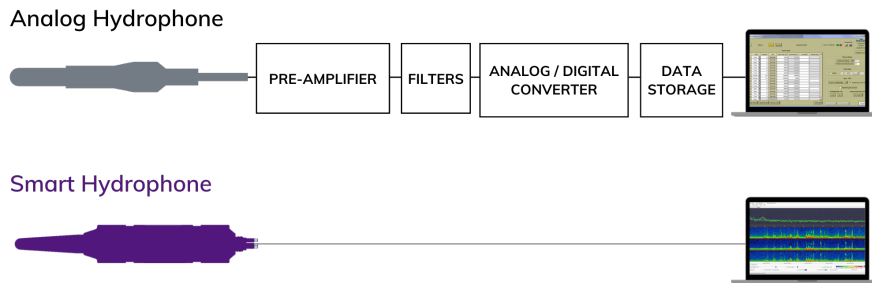 Analog Hydrophone
PRE-AMPLIFIER
FILTERS
ANALOG / DIGITAL
CONVERTER
DATA
STORAGE
Smart Hydrophone